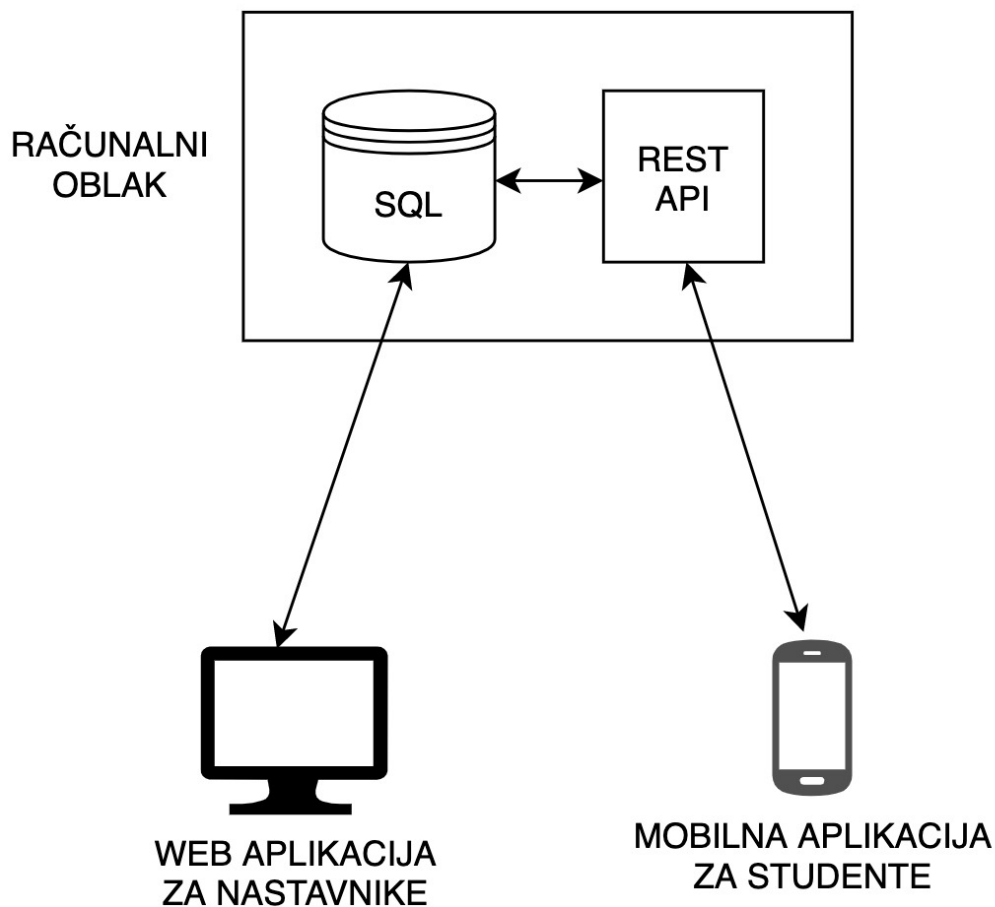 RAČUNALNI
OBLAK
SQL
REST
API
WEB APLIKACIJA
ZA NASTAVNIKE
MOBILNA APLIKACIJA
ZA STUDENTE